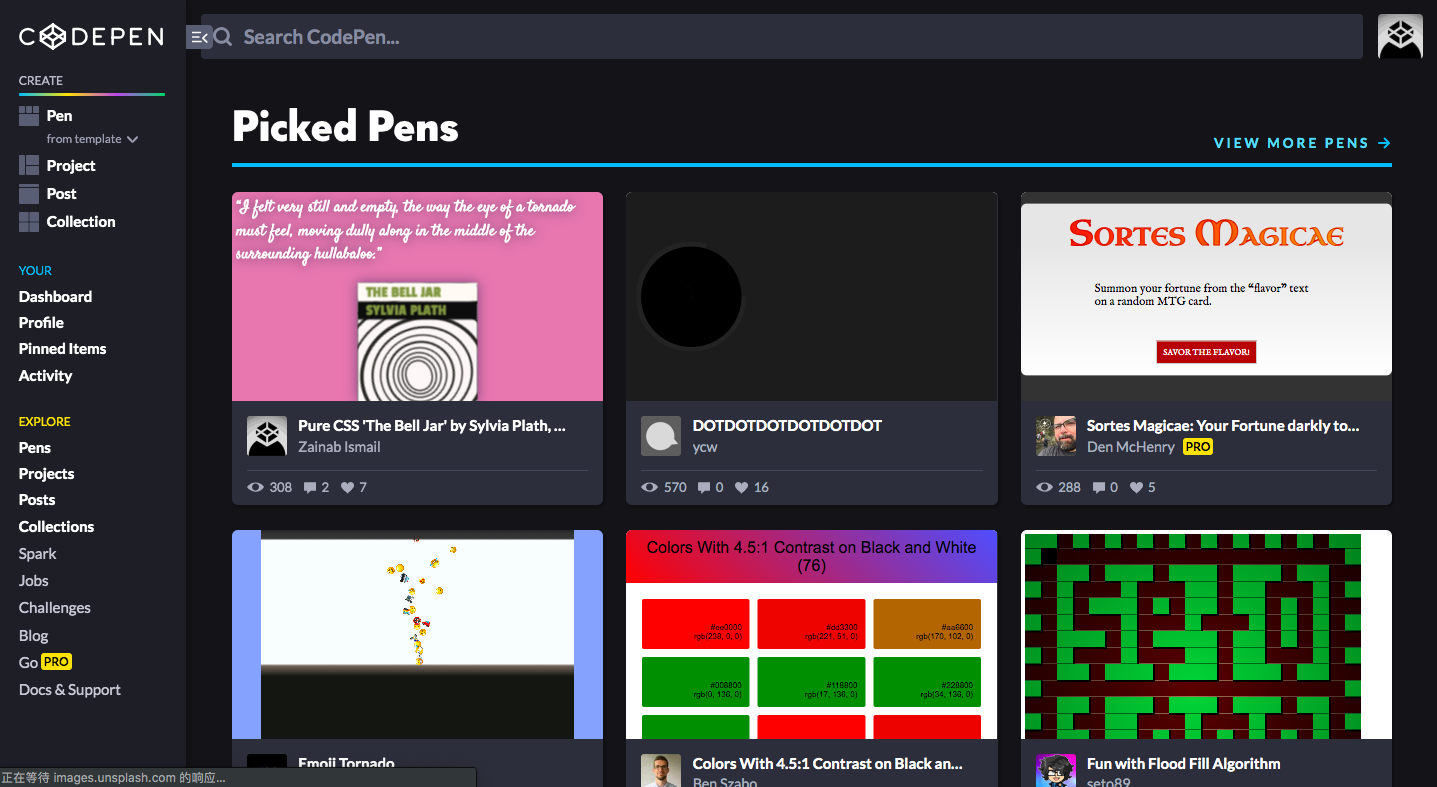 CODEPEN
Search CodePen...
CREATE
Pen
from template
Project
Post
Collection
YOUR
Dashboard
Profile
Pinned Items
Activity
EXPLORE
Pens
Projects
Posts
Collections
Spark
Jobs
Challenges
Blog
Go PRO
Docs & Support
Picked Pens
VIEW MORE PENS →
"I felt very still and empty, the way the eye of a tornado
must feel, moving dully along in the middle of the
surrounding hullabaloo."
THE BELL JAR
SYLVIA PLATH
Pure CSS 'The Bell Jar' by Sylvia Plath, ...
Zainab Ismail
308 2 7
DOTDOTDOTDOTDOTDOT
ycw
570 0 16
SORTES MAGICAE
Summon your fortune from the “flavor” text
on a random MTG card.
SAVOR THE FLAVOR!
Sortes Magicae: Your Fortune darkly to...
Den McHenry PRO
288 0 5
Emoji Tornado
Colors With 4.5:1 Contrast on Black and White
(76)
#ee0000
rgb(238, 0, 0)
#dd3300
rgb(221, 51, 0)
#aa6600
rgb(170, 102, 0)
#008800
rgb(0, 136, 0)
#118800
rgb(17, 136, 0)
#228800
rgb(34, 136, 0)
Colors With 4.5:1 Contrast on Black an...
Ben Szabo
Fun with Flood Fill Algorithm
seto89
正在等待 images.unsplash.com 的响应...